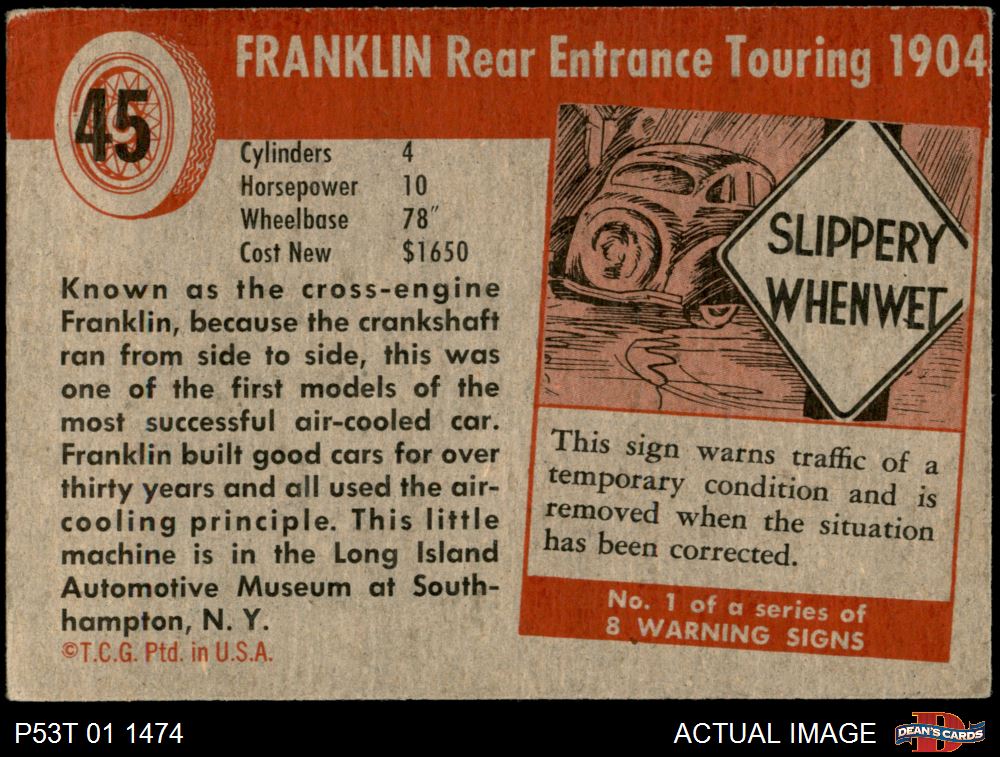 45
FRANKLIN Rear Entrance Touring 1904
Cylinders 4
Horsepower 10
Wheelbase 78"
Cost New $1650
Known as the cross-engine
Franklin, because the crankshaft
ran from side to side, this was
one of the first models of the
most successful air-cooled car.
Franklin built good cars for over
thirty years and all used the air-
cooling principle. This little
machine is in the Long Island
Automotive Museum at South-
hampton, N. Y.
©T.C.G. Ptd. in U.S.A.
SLIPPERY
WHEN WET
This sign warns traffic of a
temporary condition and is
removed when the situation
has been corrected.
No. 1 of a series of
8 WARNING SIGNS
P53T 01 1474
ACTUAL IMAGE
D
DEAN'S CARDS